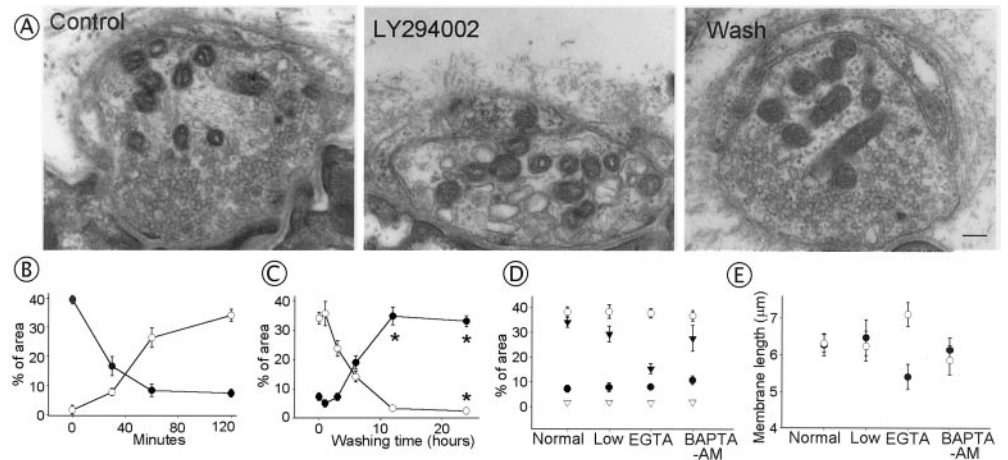 A
Control
LY294002
Wash
B
40
30
20
10
0
% of area
0
40
80
120
Minutes
C
40
30
20
10
0
% of area
*
*
*
0
10
20
Washing time (hours)
D
40
30
20
10
0
% of area
Normal
Low
EGTA
BAPTA
-AM
E
7
6
5
4
Membrane length (μm)
Normal
Low
EGTA
BAPTA
-AM